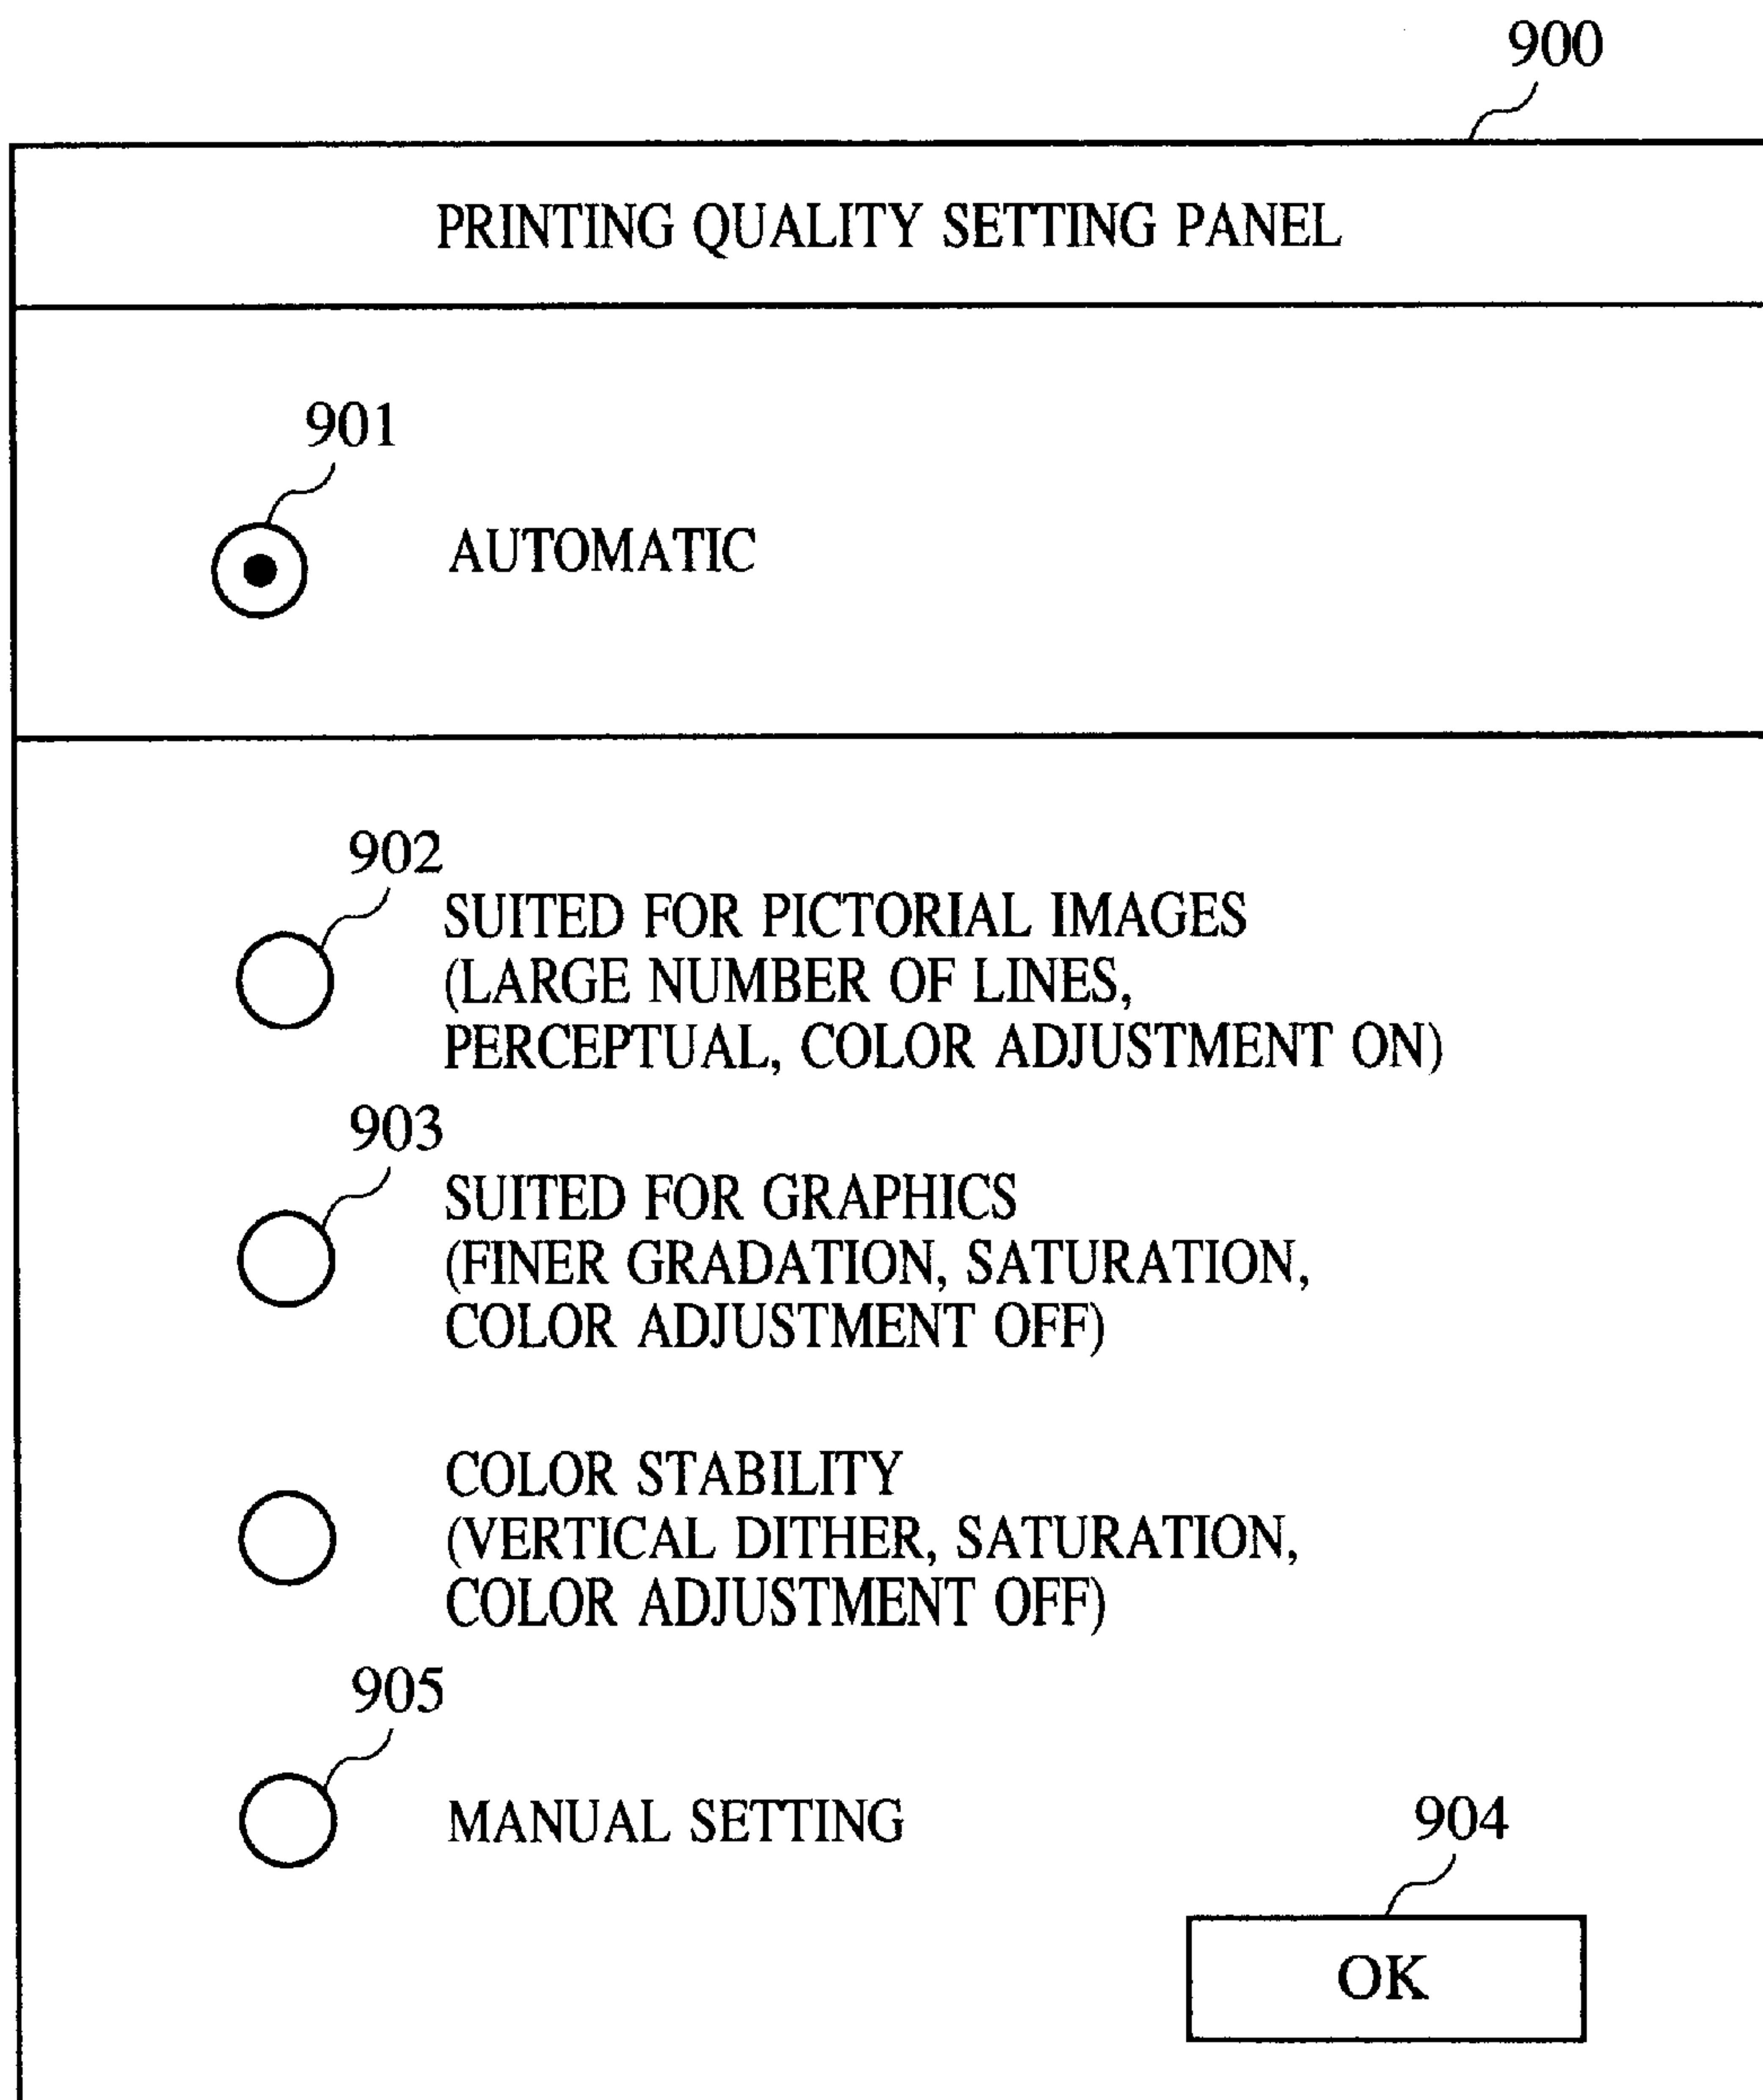 900
PRINTING QUALITY SETTING PANEL
901
AUTOMATIC
902
SUITED FOR PICTORIAL IMAGES
(LARGE NUMBER OF LINES,
PERCEPTUAL, COLOR ADJUSTMENT ON)
903
SUITED FOR GRAPHICS
(FINER GRADATION, SATURATION,
COLOR ADJUSTMENT OFF)
COLOR STABILITY
(VERTICAL DITHER, SATURATION,
COLOR ADJUSTMENT OFF)
905
MANUAL SETTING
904
OK